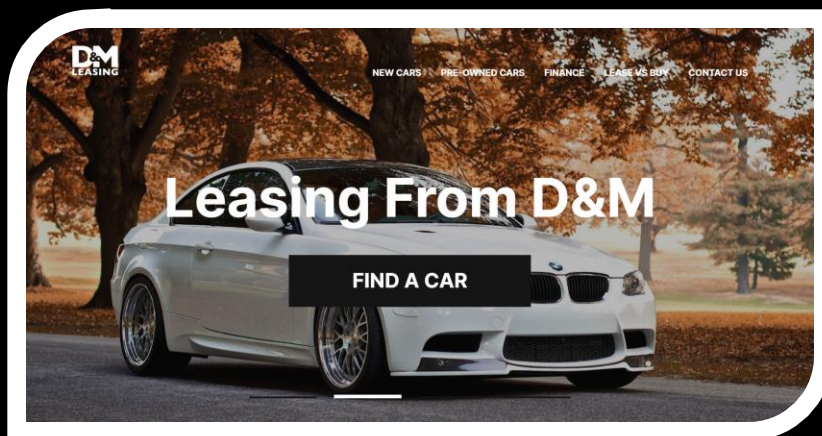 D&M
LEASING
NEW CARS PRE-OWNED CARS FINANCE LEASE VS BUY CONTACT US
Leasing From D&M
FIND A CAR